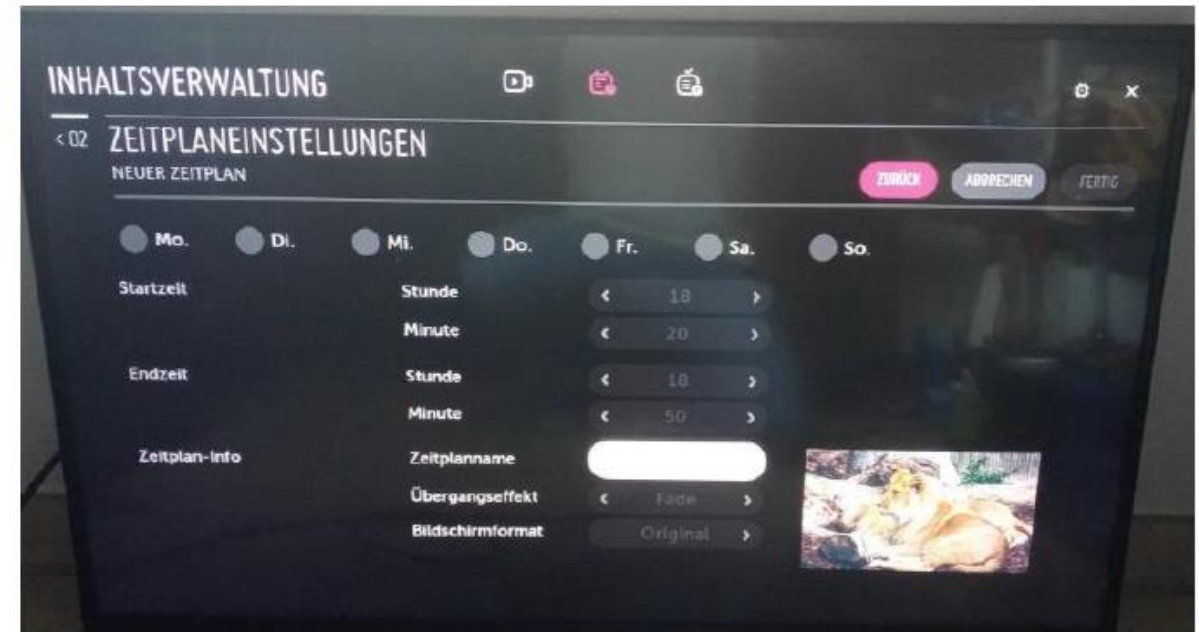 INHALTSVERWALTUNG
< 02 ZEITPLANEINSTELLUNGEN
NEUER ZEITPLAN
ZURÜCK ABBRECHEN FERTIG
Mo. Di. Mi. Do. Fr. Sa. So.
Startzeit Stunde < 18 >
Minute < 20 >
Endzeit Stunde < 18 >
Minute < 50 >
Zeitplan-Info Zeitplanname
Übergangseffekt < Fade >
Bildschirmformat Original >